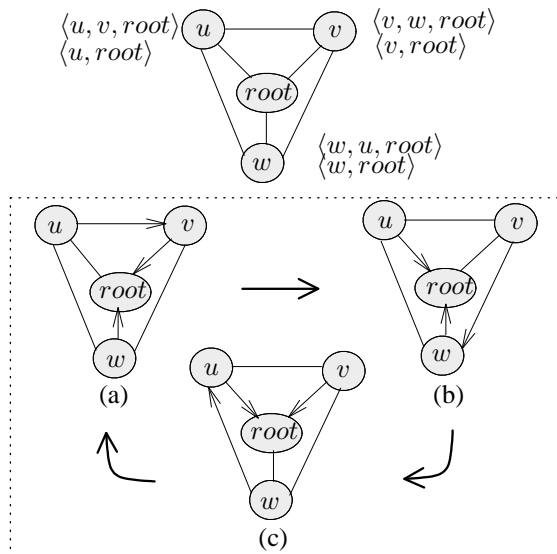 ⟨u, v, root⟩
⟨u, root⟩
u
v
⟨v, w, root⟩
⟨v, root⟩
root
w
⟨w, u, root⟩
⟨w, root⟩
u
v
root
w
(a)
u
v
root
w
(b)
u
v
root
w
(c)